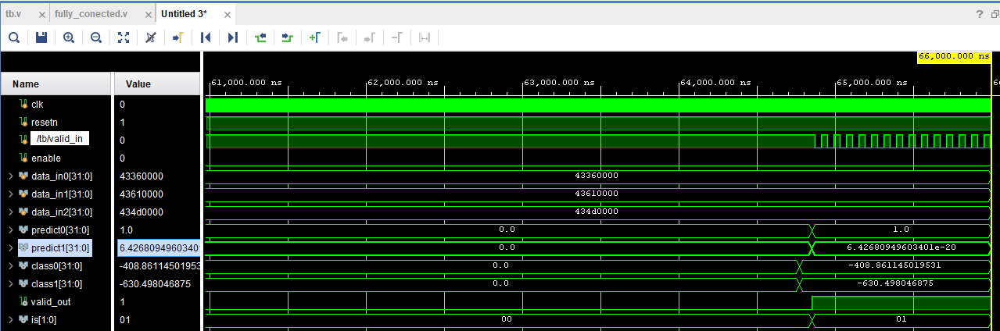 tb.v × fully_conected.v × Untitled 3* × ?
66,000.000 ns
61,000.000 ns 62,000.000 ns 63,000.000 ns 64,000.000 ns 65,000.000 ns
Name Value
clk 0
resetn 1
/tb/valid_in 0
enable 0
data_in0[31:0] 43360000 43360000
data_in1[31:0] 43610000 43610000
data_in2[31:0] 434d0000 434d0000
predict0[31:0] 1.0 0.0 1.0
predict1[31:0] 6.4268094960340 0.0 6.42680949603401e-20
class0[31:0] -408.861145019531 0.0 -408.861145019531
class1[31:0] -630.498046875 0.0 -630.498046875
valid_out 1
is[1:0] 01 00 01